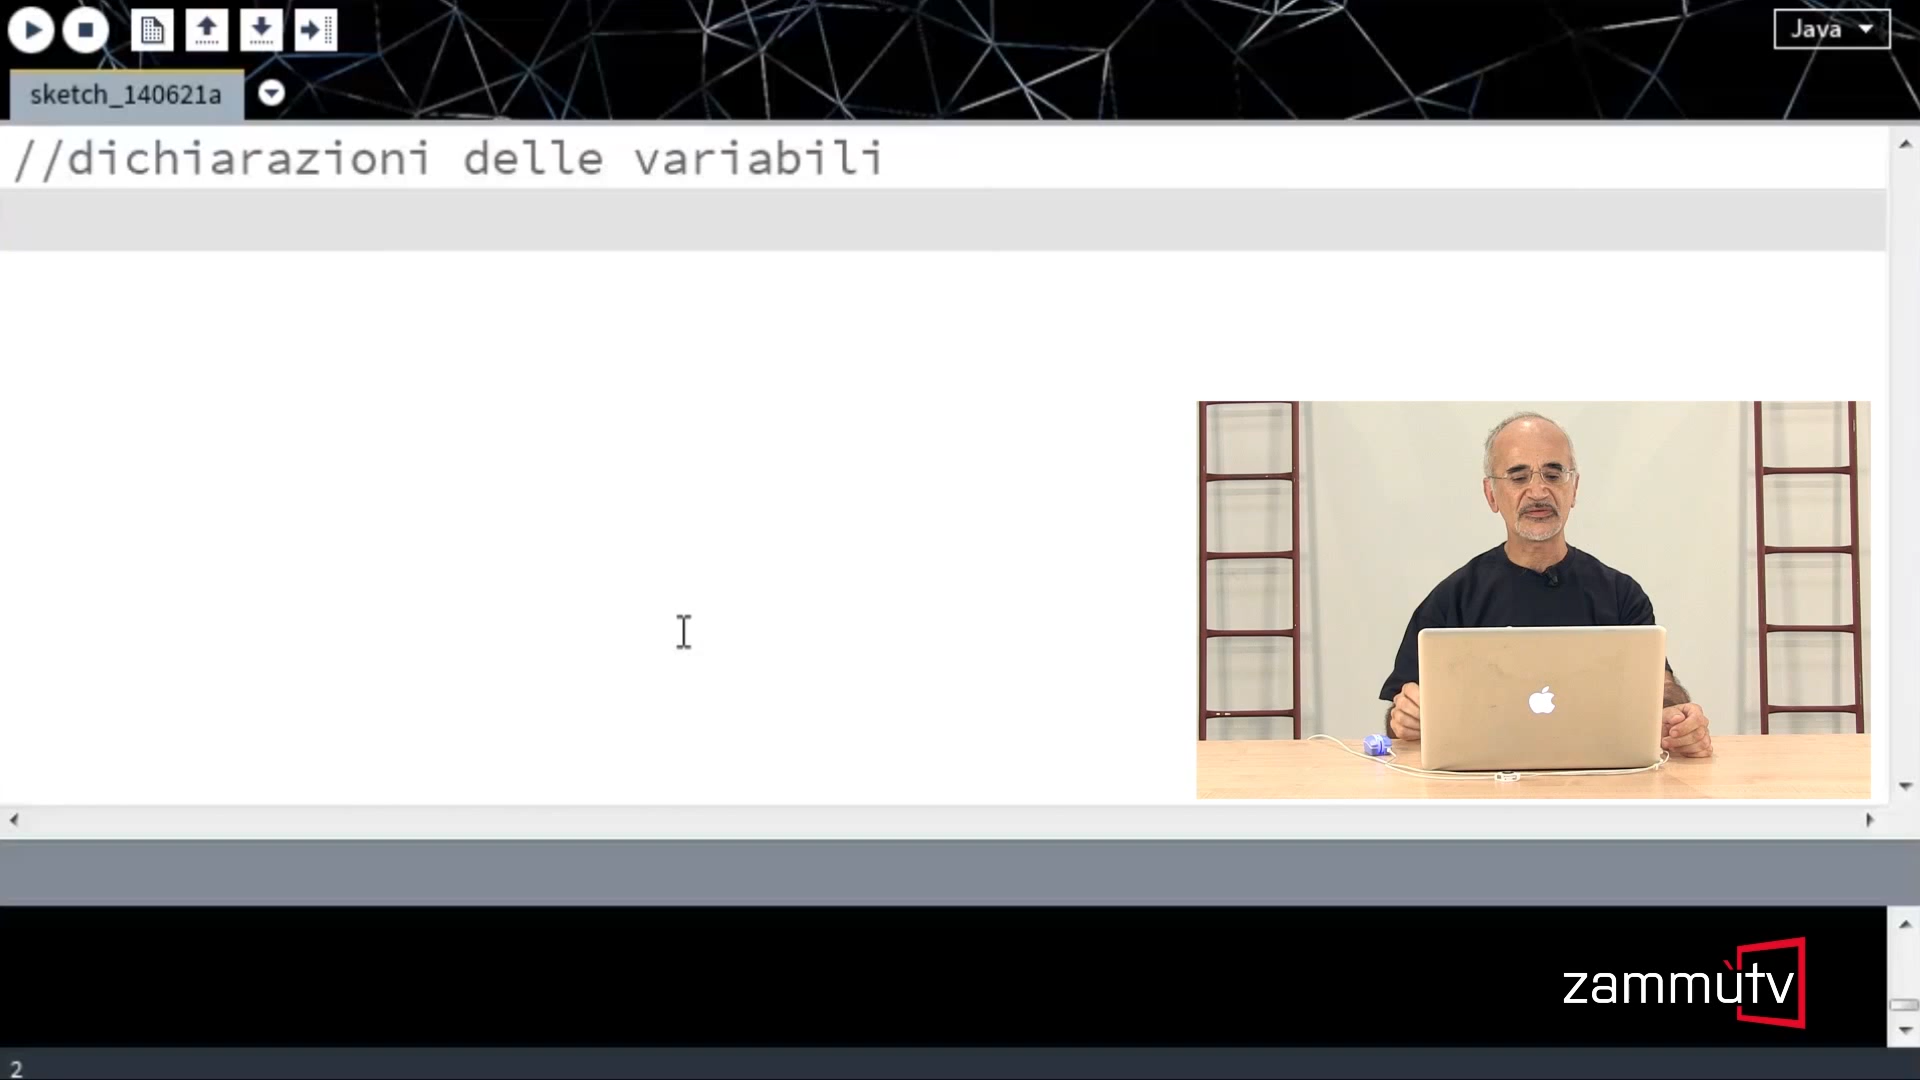 Java
sketch_140621a
//dichiarazioni delle variabili
zammùtv
2